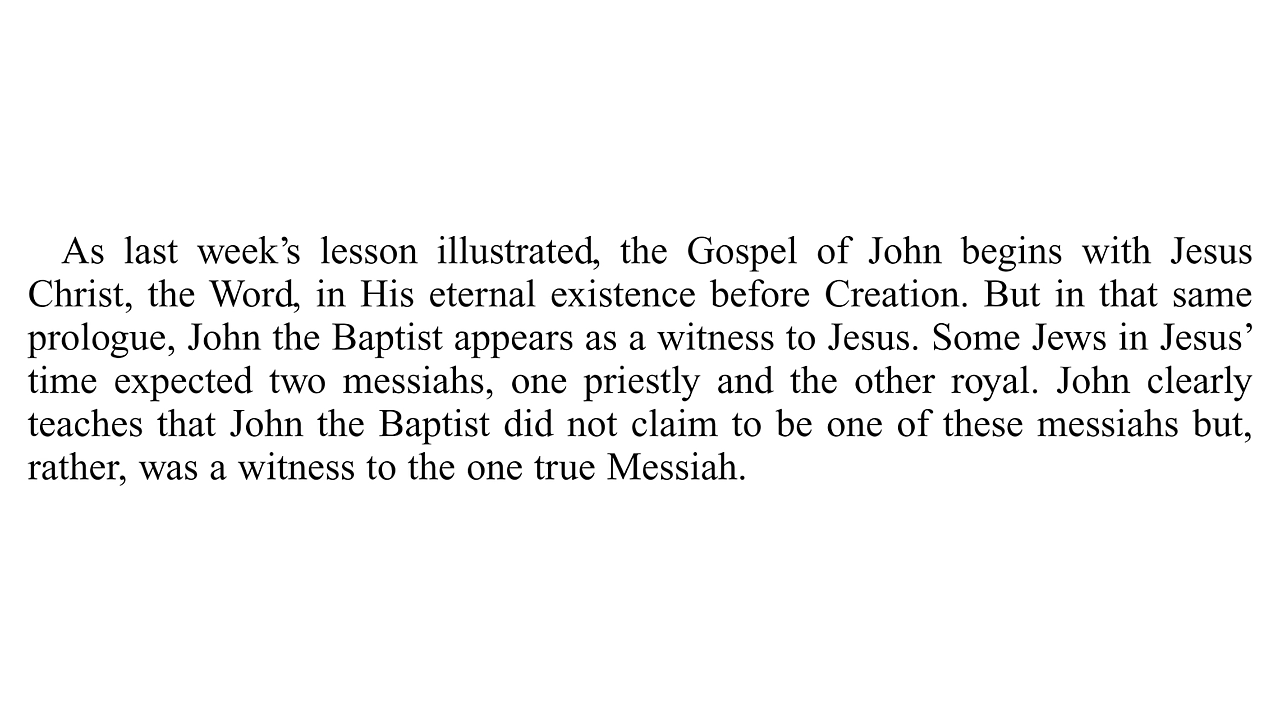 As last week’s lesson illustrated, the Gospel of John begins with Jesus
Christ, the Word, in His eternal existence before Creation. But in that same
prologue, John the Baptist appears as a witness to Jesus. Some Jews in Jesus’
time expected two messiahs, one priestly and the other royal. John clearly
teaches that John the Baptist did not claim to be one of these messiahs but,
rather, was a witness to the one true Messiah.